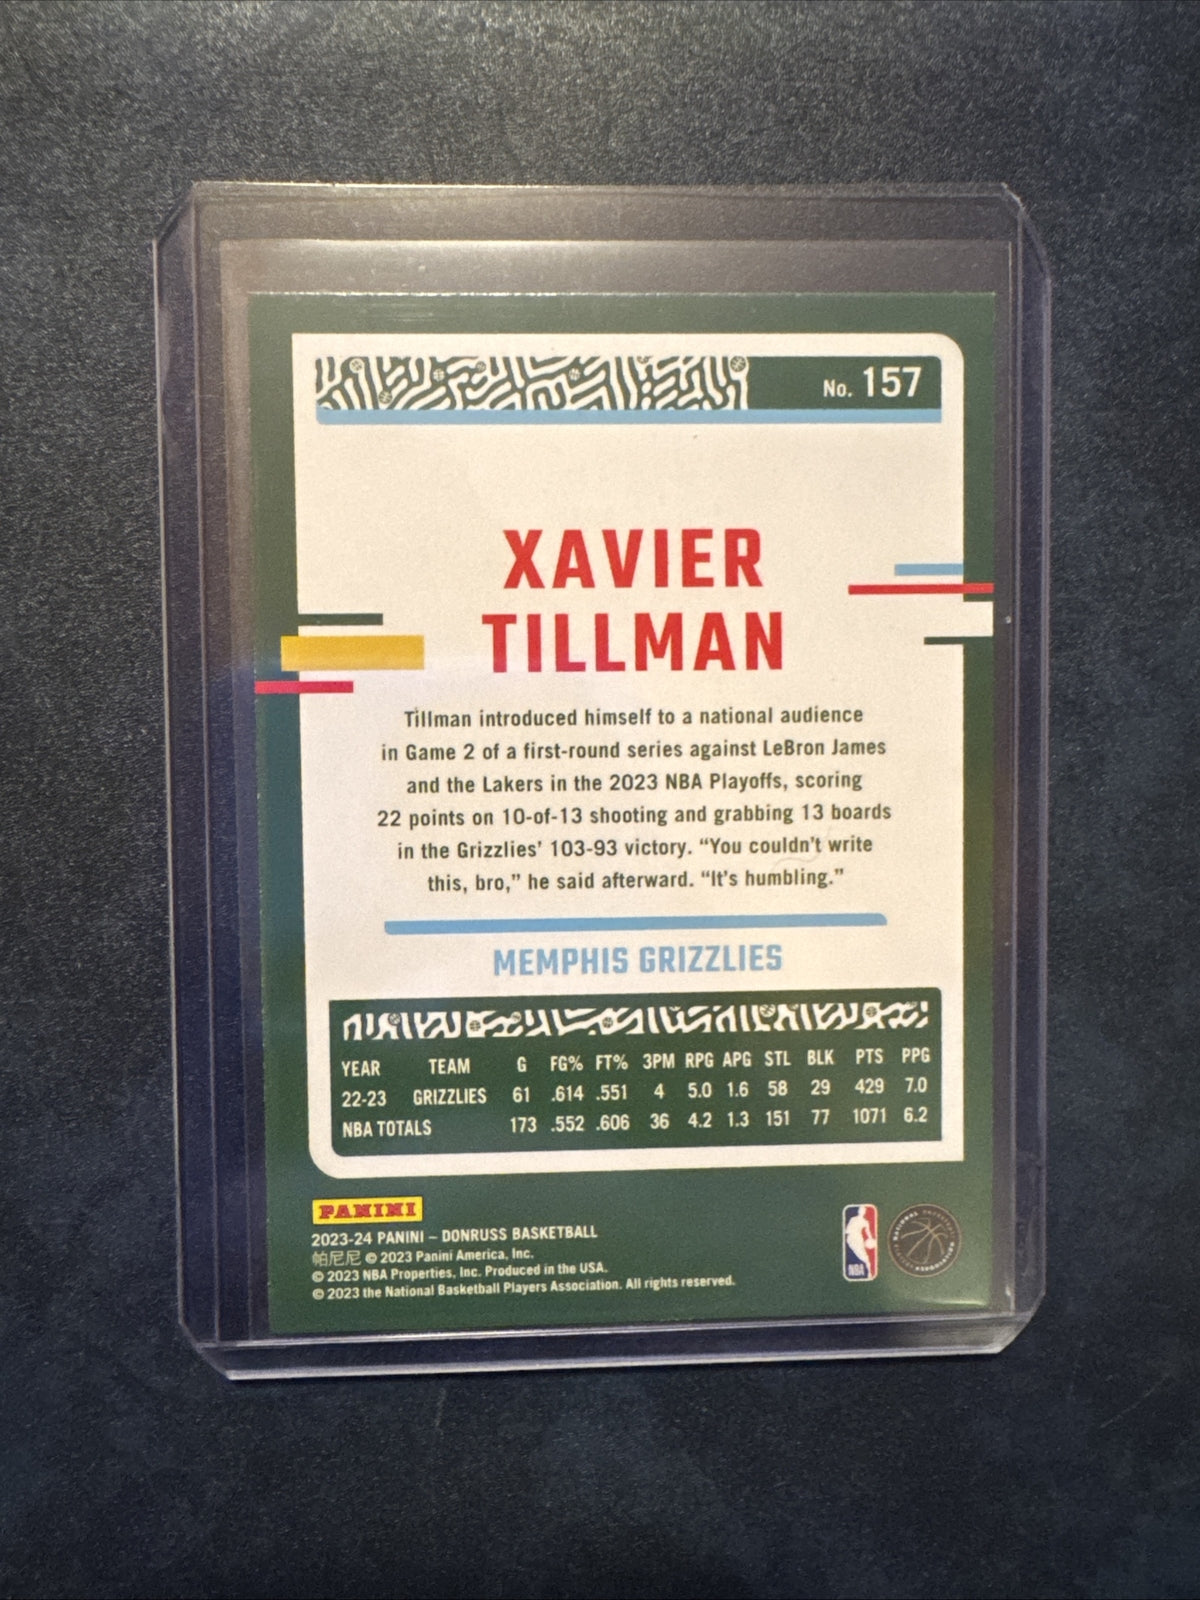 No. 157
XAVIER
TILLMAN
Tillman introduced himself to a national audience
in Game 2 of a first-round series against LeBron James
and the Lakers in the 2023 NBA Playoffs, scoring
22 points on 10-of-13 shooting and grabbing 13 boards
in the Grizzlies' 103-93 victory. “You couldn't write
this, bro,” he said afterward. “It's humbling.”
MEMPHIS GRIZZLIES
YEAR TEAM G FG% FT% 3PM RPG APG STL BLK PTS PPG
22-23 GRIZZLIES 61 .614 .551 4 5.0 1.6 58 29 429 7.0
NBA TOTALS 173 .552 .606 36 4.2 1.3 151 77 1071 6.2
PANINI
2023-24 PANINI – DONRUSS BASKETBALL
帕尼尼 © 2023 Panini America, Inc.
© 2023 NBA Properties, Inc. Produced in the USA.
© 2023 the National Basketball Players Association. All rights reserved.
NBA